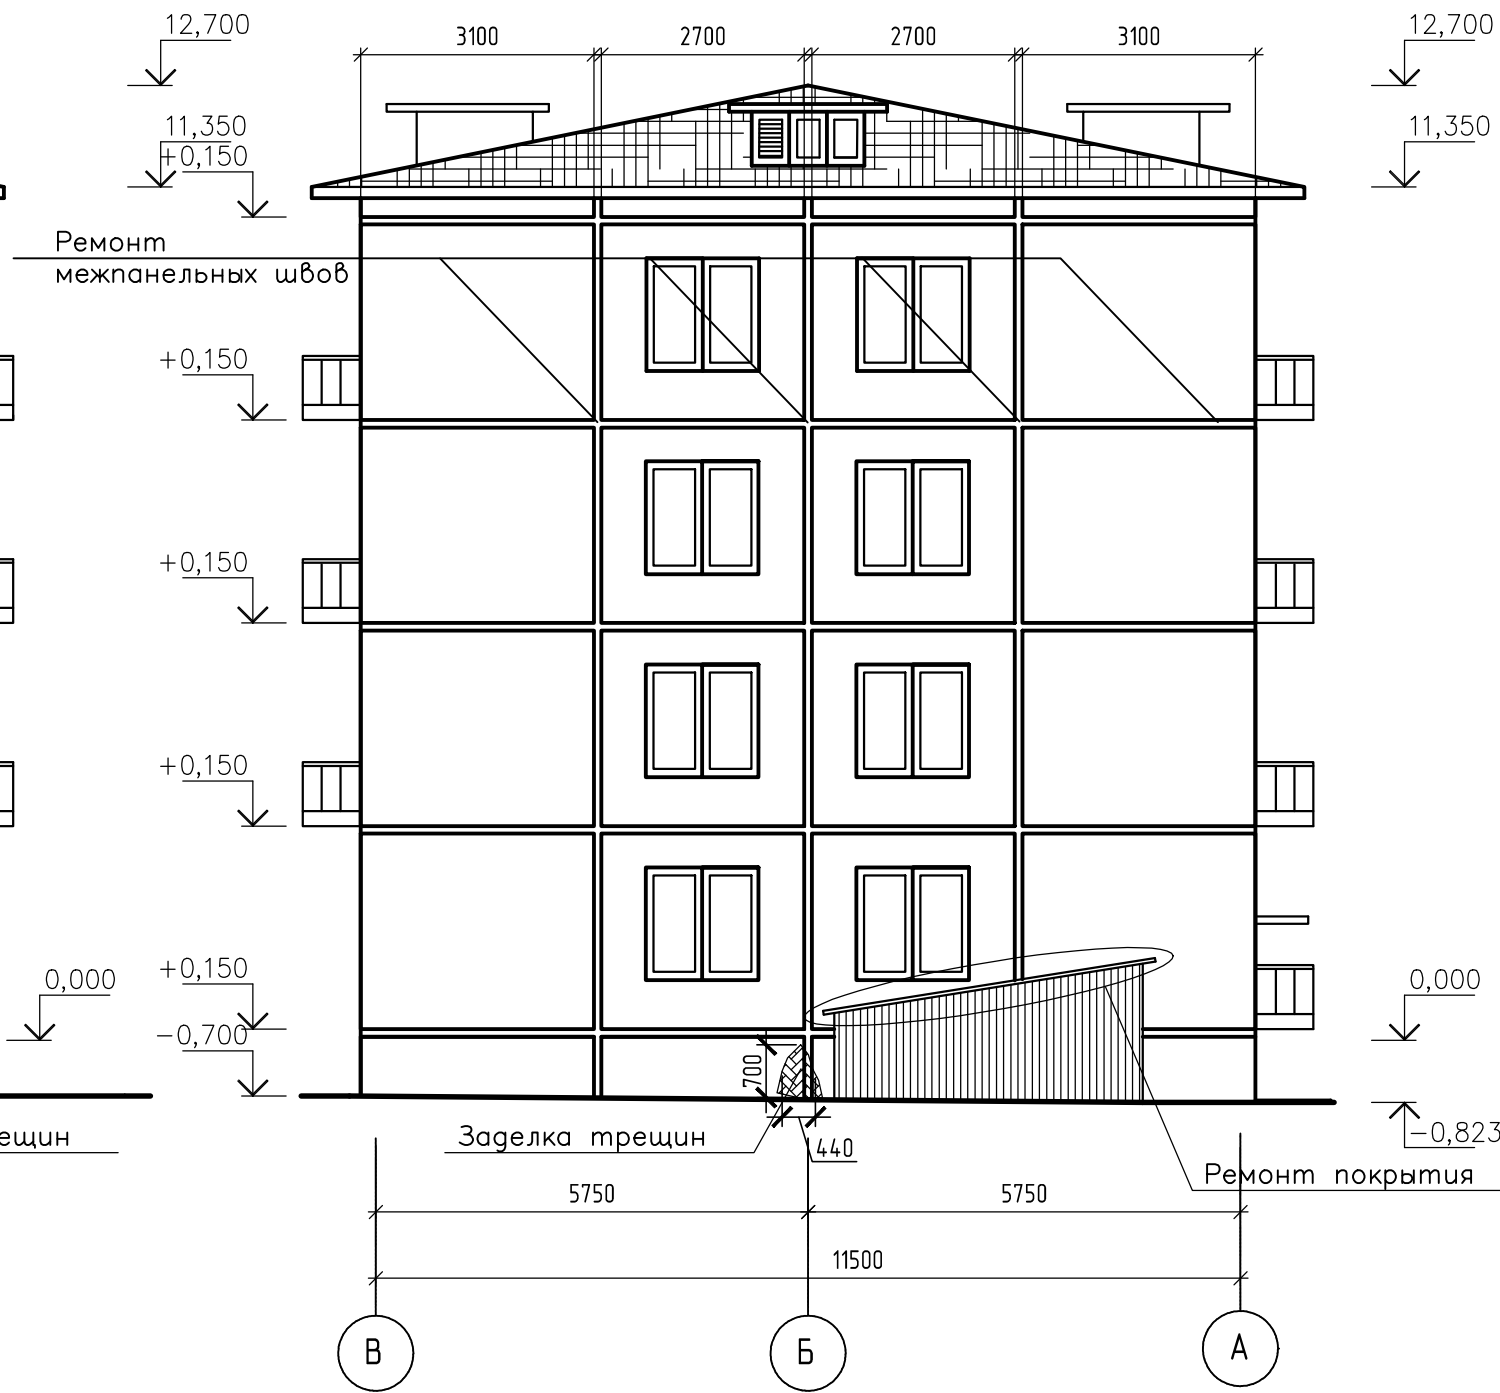 12,700
3100
2700
2700
3100
12,700
11,350
+0,150
11,350
Ремонт
межпанельных швов
+0,150
+0,150
+0,150
0,000
+0,150
0,000
-0,700
700
ещин
Заделка трещин
440
-0,823
Ремонт покрытия
5750
5750
11500
В
Б
А